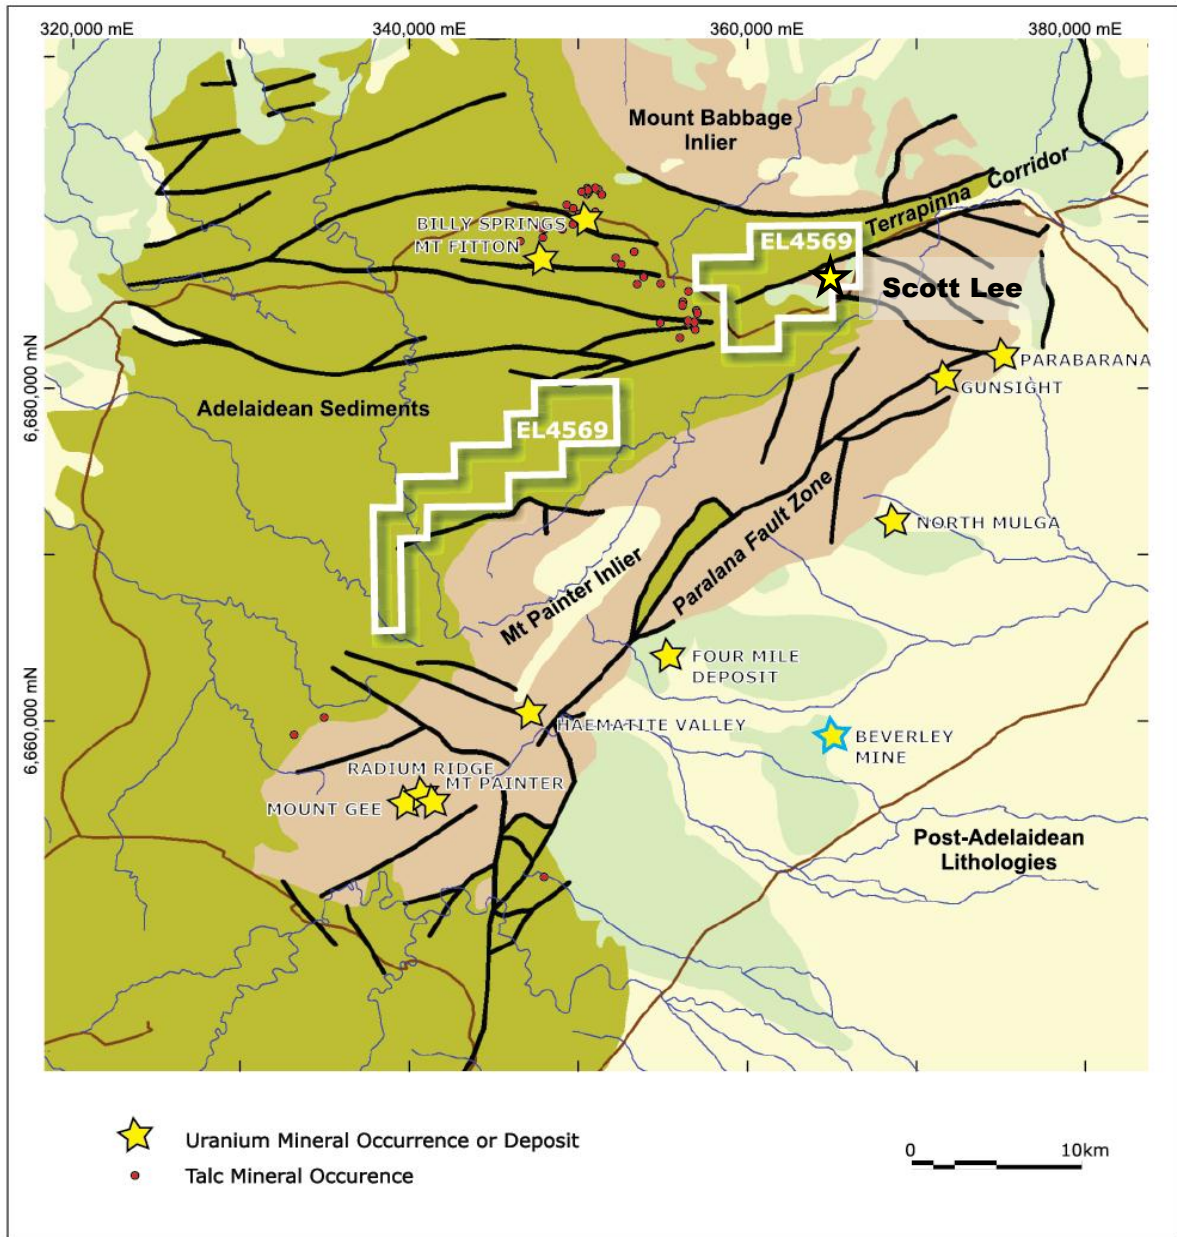 320,000 mE
340,000 mE
360,000 mE
380,000 mE
Mount Babbage
Inlier
Terrapinna Corridor
BILLY SPRINGS
MT FITTON
EL4569
Scott Lee
6,680,000 mN
PARABARANA
GUNSIGHT
Adelaidean Sediments
EL4569
Paralana Fault Zone
NORTH MULGA
Mt Painter Inlier
FOUR MILE
DEPOSIT
6,660,000 mN
HAEMATITE VALLEY
BEVERLEY
MINE
RADIUM RIDGE
MT PAINTER
MOUNT GEE
Post-Adelaidean
Lithologies
Uranium Mineral Occurrence or Deposit
Talc Mineral Occurence
0
10km